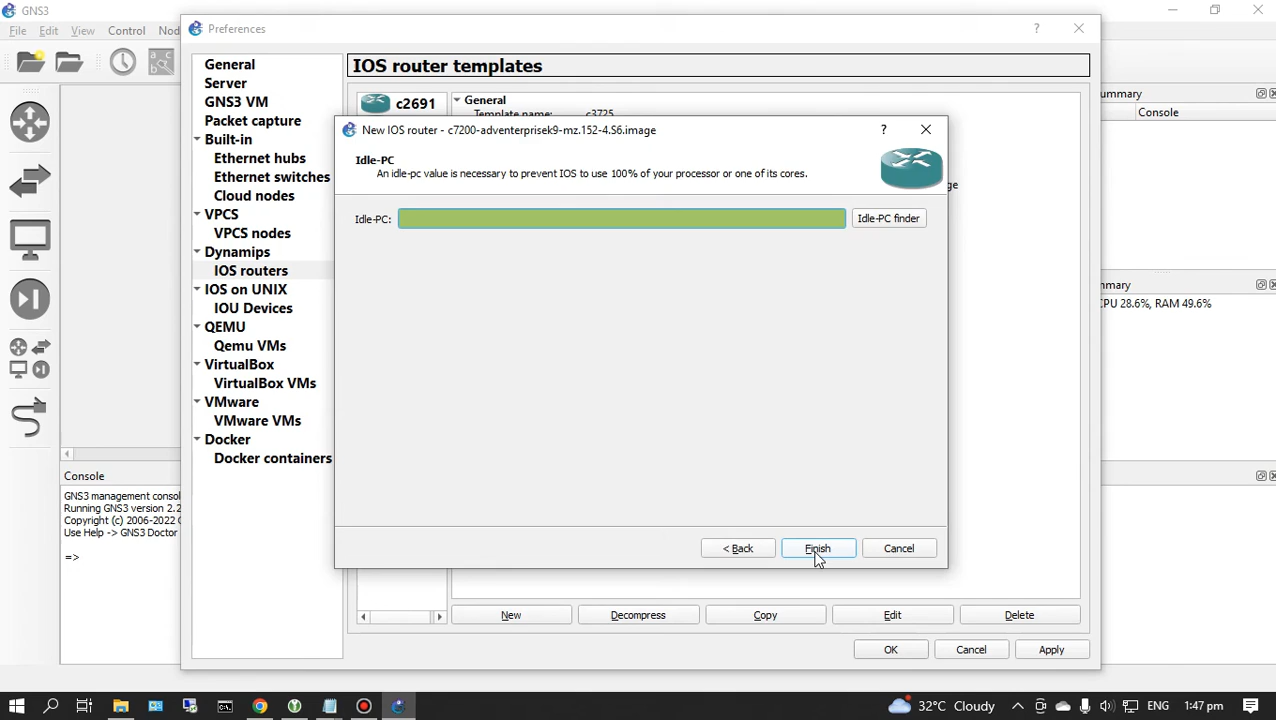 GNS3
File Edit View Control Nod
Preferences
General
Server
GNS3 VM
Packet capture
Built-in
Ethernet hubs
Ethernet switches
Cloud nodes
VPCS
VPCS nodes
Dynamips
IOS routers
IOS on UNIX
IOU Devices
QEMU
Qemu VMs
VirtualBox
VirtualBox VMs
VMware
VMware VMs
Docker
Docker containers
IOS router templates
c2691
General
Template name: c3725
New IOS router - c7200-adventerprisek9-mz.152-4.S6.image
Idle-PC
An idle-pc value is necessary to prevent IOS to use 100% of your processor or one of its cores.
Idle-PC:
Idle-PC finder
< Back Finish Cancel
New Decompress Copy Edit Delete
OK Cancel Apply
ummary
Console
mmary
CPU 28.6%, RAM 49.6%
Console
GNS3 management consol
Running GNS3 version 2.2
Copyright (c) 2006-2022
Use Help -> GNS3 Doctor
=>
32°C Cloudy
ENG
1:47 pm